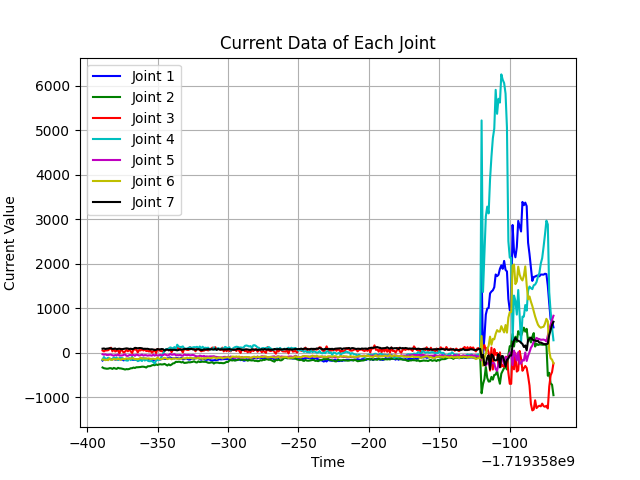 Current Data of Each Joint
Joint 1
Joint 2
Joint 3
Joint 4
Joint 5
Joint 6
Joint 7
6000
5000
4000
3000
2000
1000
0
−1000
Current Value
−400
−350
−300
−250
−200
−150
−100
Time
−1.719358e9